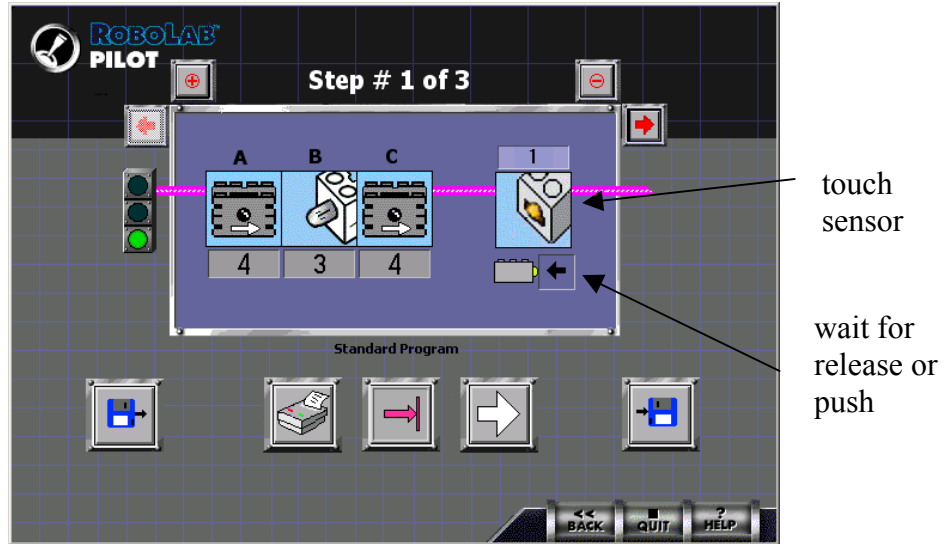 ROBOLAB
PILOT
Step # 1 of 3
A B C
1
4 3 4
touch
sensor
wait for
release or
push
Standard Program
<<
BACK
QUIT
?
HELP